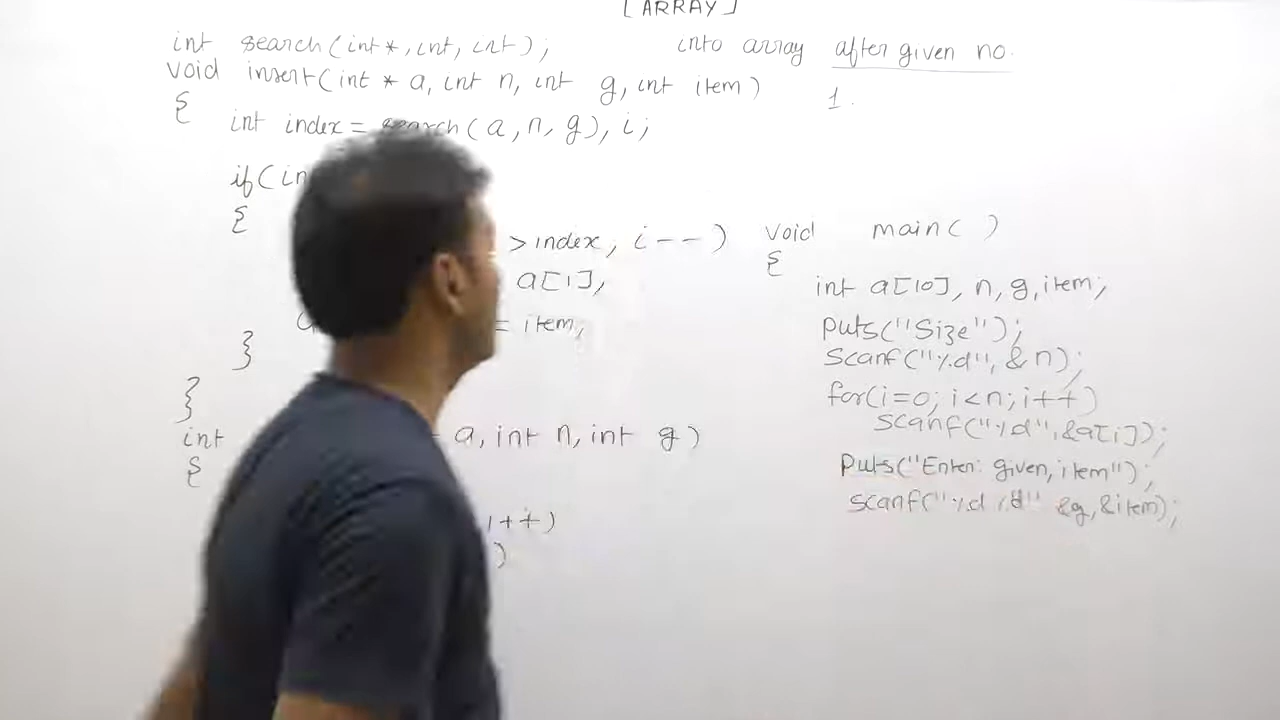 [ARRAY]
int search(int*, int, int);
into array after given no.
void insert(int * a, int n, int g, int item)
1.
{
int index = search(a, n, g), i;
if(in
{
> index, i--)
a[i],
= item,
}
}
int a, int n, int g)
{
i++)
)
void main( )
{
int a[10], n, g, item;
puts("Size");
scanf("%d", &n);
for(i=0; i<n; i++)
scanf("%d", &a[i]);
puts("Enter: given, item");
scanf("%d %d" &g, &item);